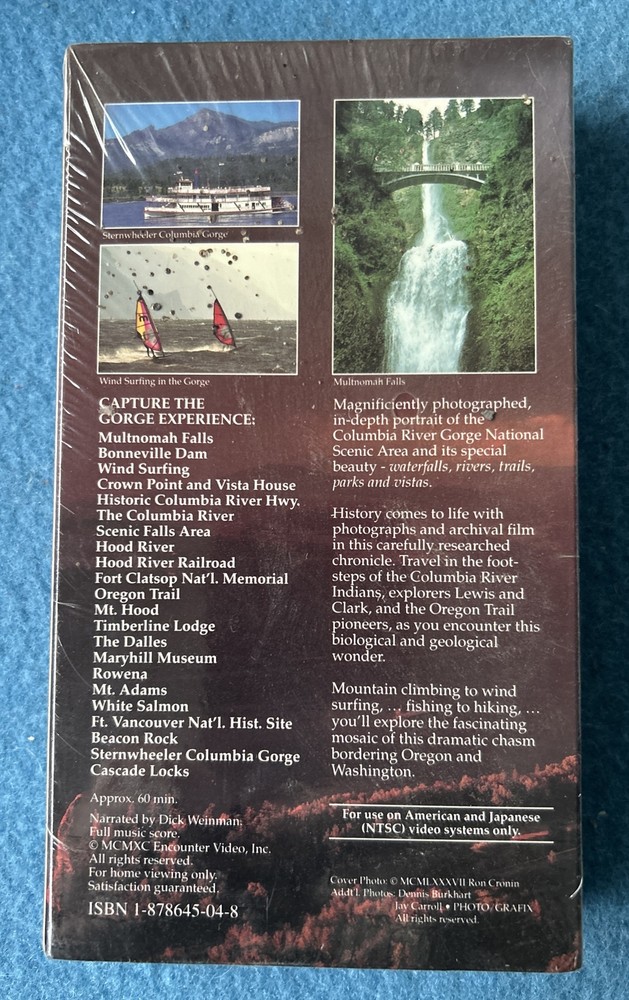 Sternwheeler Columbia Gorge
Wind Surfing in the Gorge
Multnomah Falls
CAPTURE THE
GORGE EXPERIENCE:
Multnomah Falls
Bonneville Dam
Wind Surfing
Crown Point and Vista House
Historic Columbia River Hwy.
The Columbia River
Scenic Falls Area
Hood River
Hood River Railroad
Fort Clatsop Nat'l. Memorial
Oregon Trail
Mt. Hood
Timberline Lodge
The Dalles
Maryhill Museum
Rowena
Mt. Adams
White Salmon
Ft. Vancouver Nat'l. Hist. Site
Beacon Rock
Sternwheeler Columbia Gorge
Cascade Locks
Approx. 60 min.
Narrated by Dick Weinman.
Full music score.
© MCMXC Encounter Video, Inc.
All rights reserved.
For home viewing only.
Satisfaction guaranteed.
ISBN 1-878645-04-8
Magnificiently photographed,
in-depth portrait of the
Columbia River Gorge National
Scenic Area and its special
beauty - waterfalls, rivers, trails,
parks and vistas.
History comes to life with
photographs and archival film
in this carefully researched
chronicle. Travel in the foot-
steps of the Columbia River
Indians, explorers Lewis and
Clark, and the Oregon Trail
pioneers, as you encounter this
biological and geological
wonder.
Mountain climbing to wind
surfing, ... fishing to hiking, ...
you'll explore the fascinating
mosaic of this dramatic chasm
bordering Oregon and
Washington.
For use on American and Japanese
(NTSC) video systems only.
Cover Photo: © MCMLXXXVII Ron Cronin
Addt'l. Photos: Dennis Burkhart
Jay Carroll • PHOTO/GRAFIX
All rights reserved.